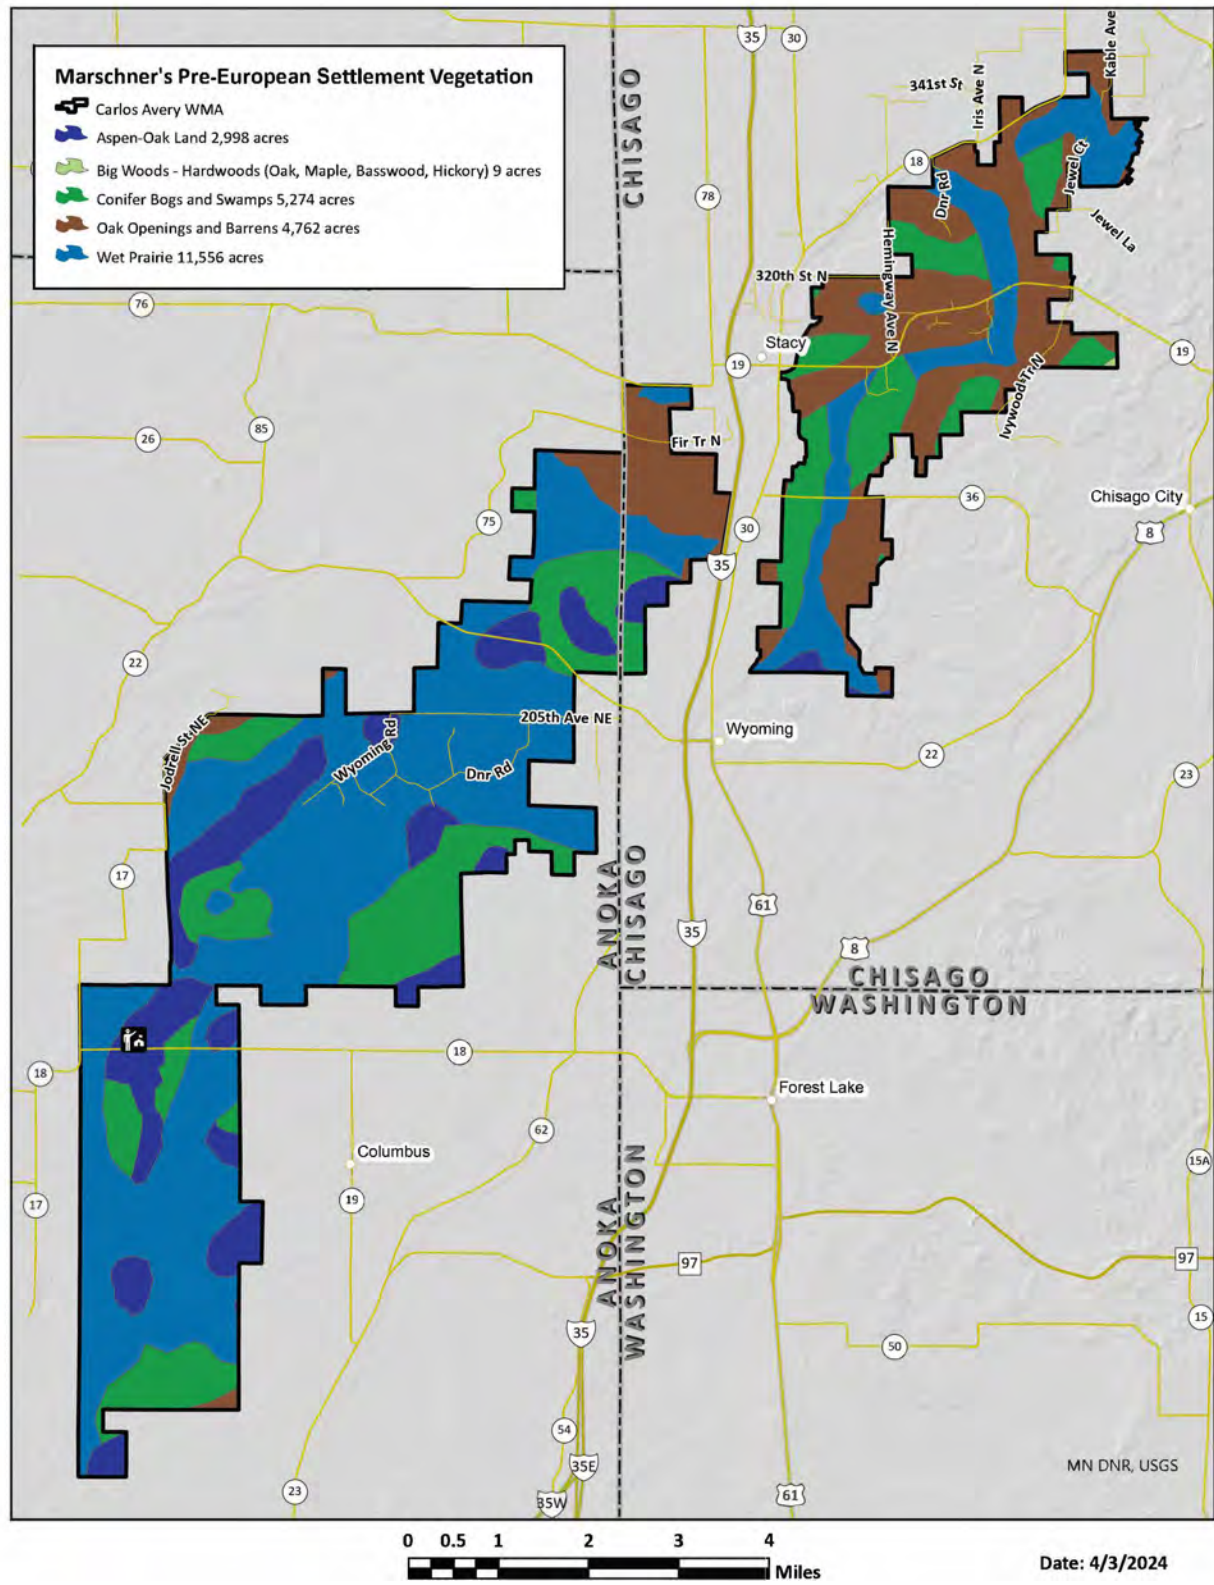 Marschner's Pre-European Settlement Vegetation
Carlos Avery WMA
Aspen-Oak Land 2,998 acres
Big Woods - Hardwoods (Oak, Maple, Basswood, Hickory) 9 acres
Conifer Bogs and Swamps 5,274 acres
Oak Openings and Barrens 4,762 acres
Wet Prairie 11,556 acres
35
30
Kable Ave
341st St
Iris Ave N
CHISAGO
18
78
Dnr Rd
Jewel Ct
Jewel La
Hemingway Ave N
320th St N
76
Stacy
19
19
Ivywood Tr N
85
26
Fir Tr N
75
30
36
Chisago City
8
35
22
Jodrell St NE
205th Ave NE
Wyoming Rd
Dnr Rd
Wyoming
22
23
17
ANOKA
CHISAGO
61
35
8
CHISAGO
WASHINGTON
18
18
Forest Lake
62
Columbus
15A
17
19
ANOKA
WASHINGTON
97
97
35
15
50
54
35E
MN DNR, USGS
23
35W
61
0 0.5 1 2 3 4
Miles
Date: 4/3/2024